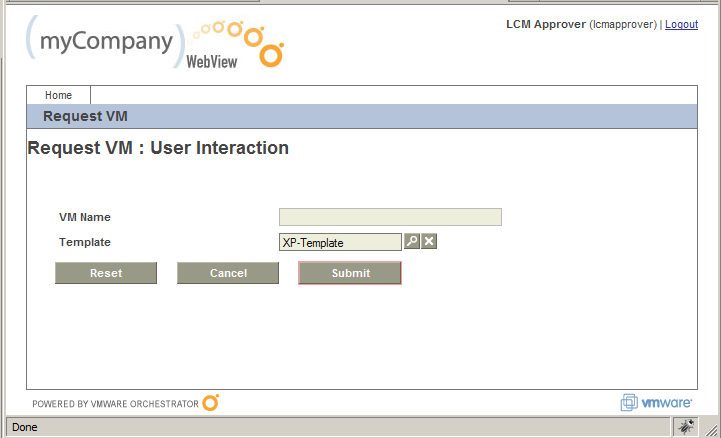 LCM Approver (lcmapprover) | Logout
(myCompany)
WebView
Home
Request VM
Request VM : User Interaction
VM Name
Template XP-Template
Reset Cancel Submit
POWERED BY VMWARE ORCHESTRATOR
vmware
Done